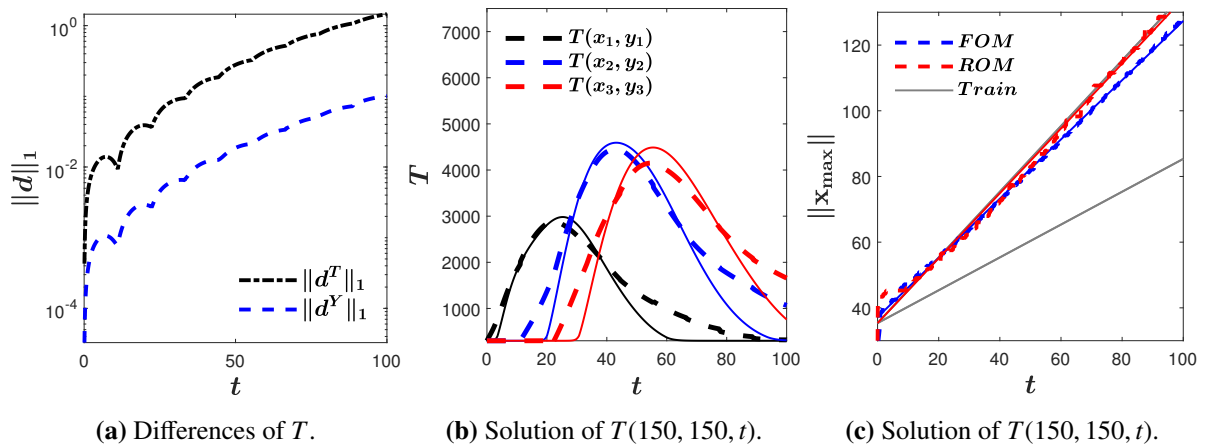 10^0
10^-2
10^-4
||d||_1
||d^T||_1
||d^Y||_1
0
50
100
t
7000
6000
5000
4000
3000
2000
1000
T
T(x_1, y_1)
T(x_2, y_2)
T(x_3, y_3)
0
20
40
60
80
100
t
120
100
80
60
40
||x_max||
FOM
ROM
Train
0
20
40
60
80
100
t
(a) Differences of T.
(b) Solution of T(150, 150, t).
(c) Solution of T(150, 150, t).